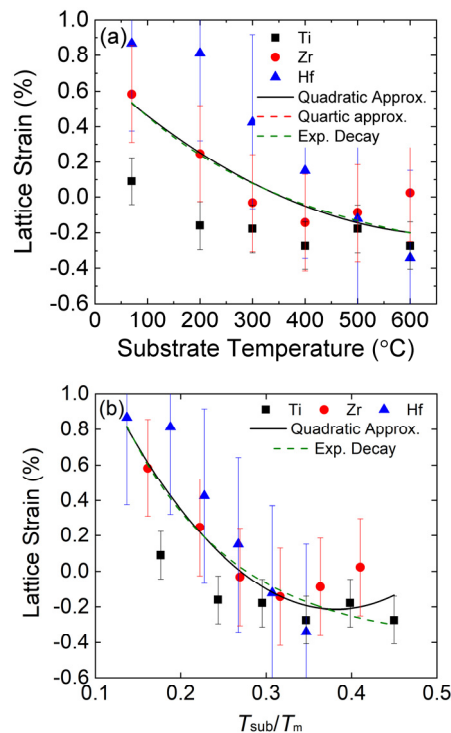 (a)
Ti
Zr
Hf
Quadratic Approx.
Quartic approx.
Exp. Decay
Lattice Strain (%)
1.0
0.8
0.6
0.4
0.2
0.0
-0.2
-0.4
-0.6
0 100 200 300 400 500 600
Substrate Temperature (°C)
(b)
Ti Zr Hf
Quadratic Approx.
Exp. Decay
Lattice Strain (%)
1.0
0.8
0.6
0.4
0.2
0.0
-0.2
-0.4
-0.6
0.1 0.2 0.3 0.4 0.5
Tsub/Tm